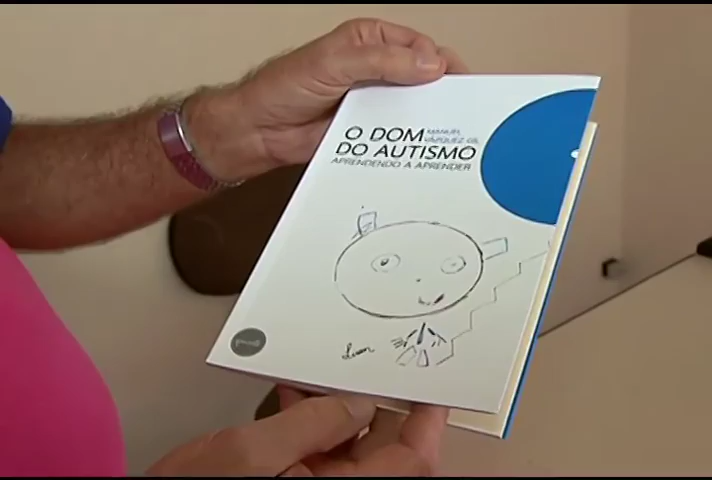 O DOM
MANUEL
VÁZQUEZ GIL
DO AUTISMO
APRENDENDO A APRENDER